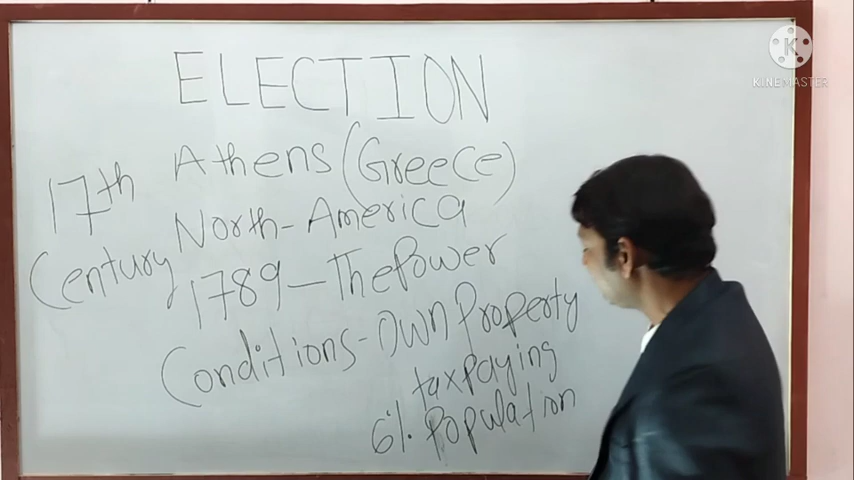 ELECTION
17th Athens (Greece)
Century North-America
1789-The Power
Conditions-Own Property
taxpaying
6% Population
K
KINEMASTER